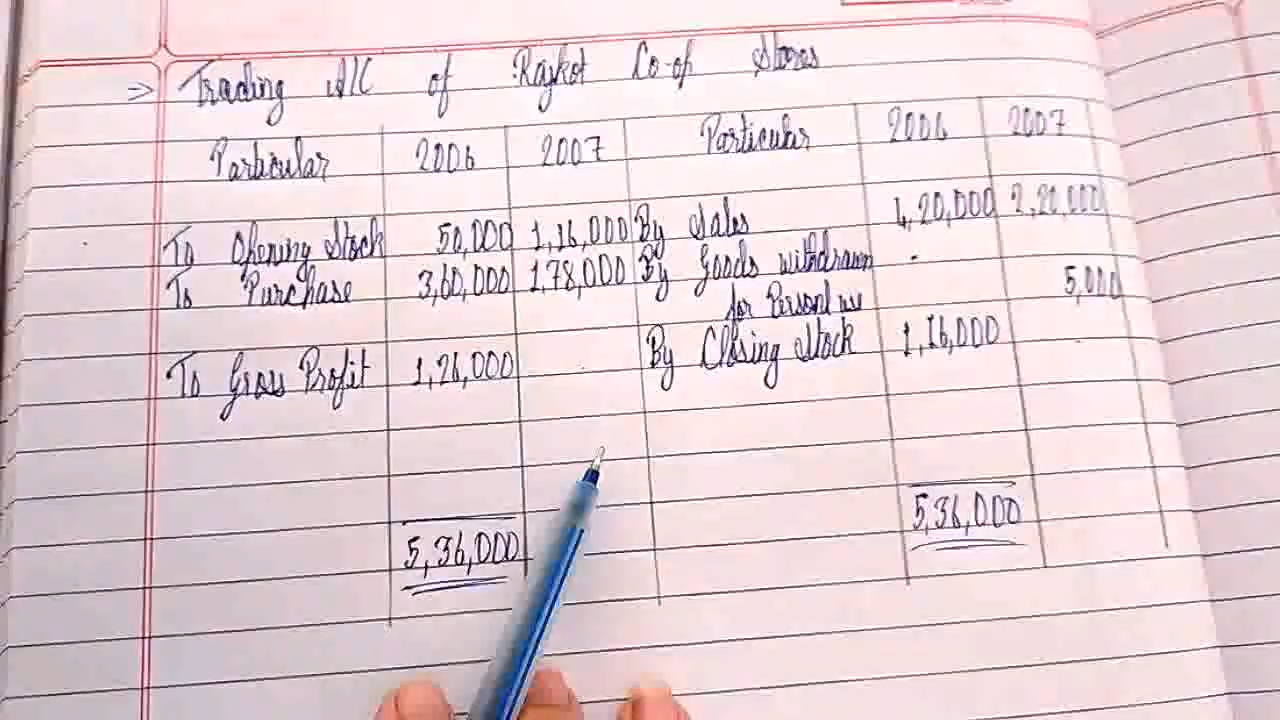 => Trading A/C of Rajkot Co-op Stores
Particular 2006 2007 Particular 2006 2007
To Opening Stock 50,000 1,16,000 By Sales 4,20,000 2,20,000
To Purchase 3,60,000 1,78,000 By Goods withdrawn - 5,000
for Personl use
To Gross Profit 1,26,000 By Closing Stock 1,16,000
5,36,000 5,36,000